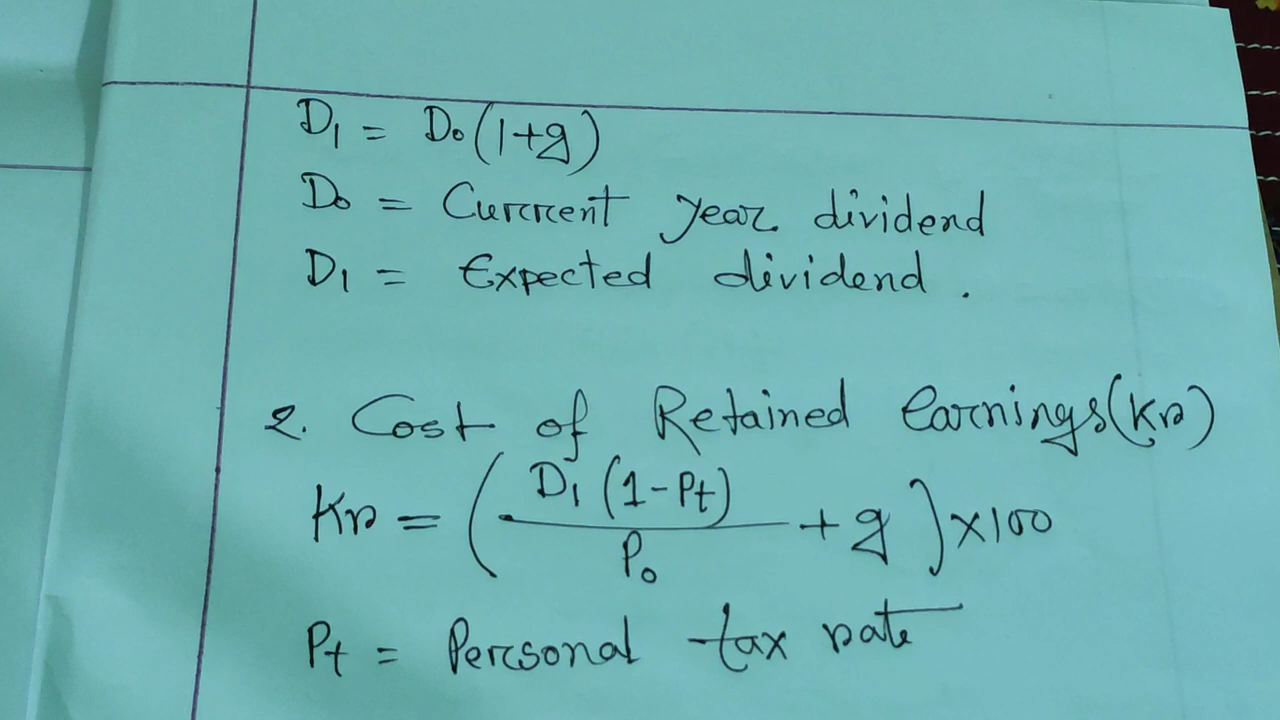 D₁ = D₀(1+g)
D₀ = Current year dividend
D₁ = Expected dividend.
2. Cost of Retained Earnings(Kr)
Kr = (D₁(1-Pt)/P₀ + g)×100
Pt = Personal tax rate